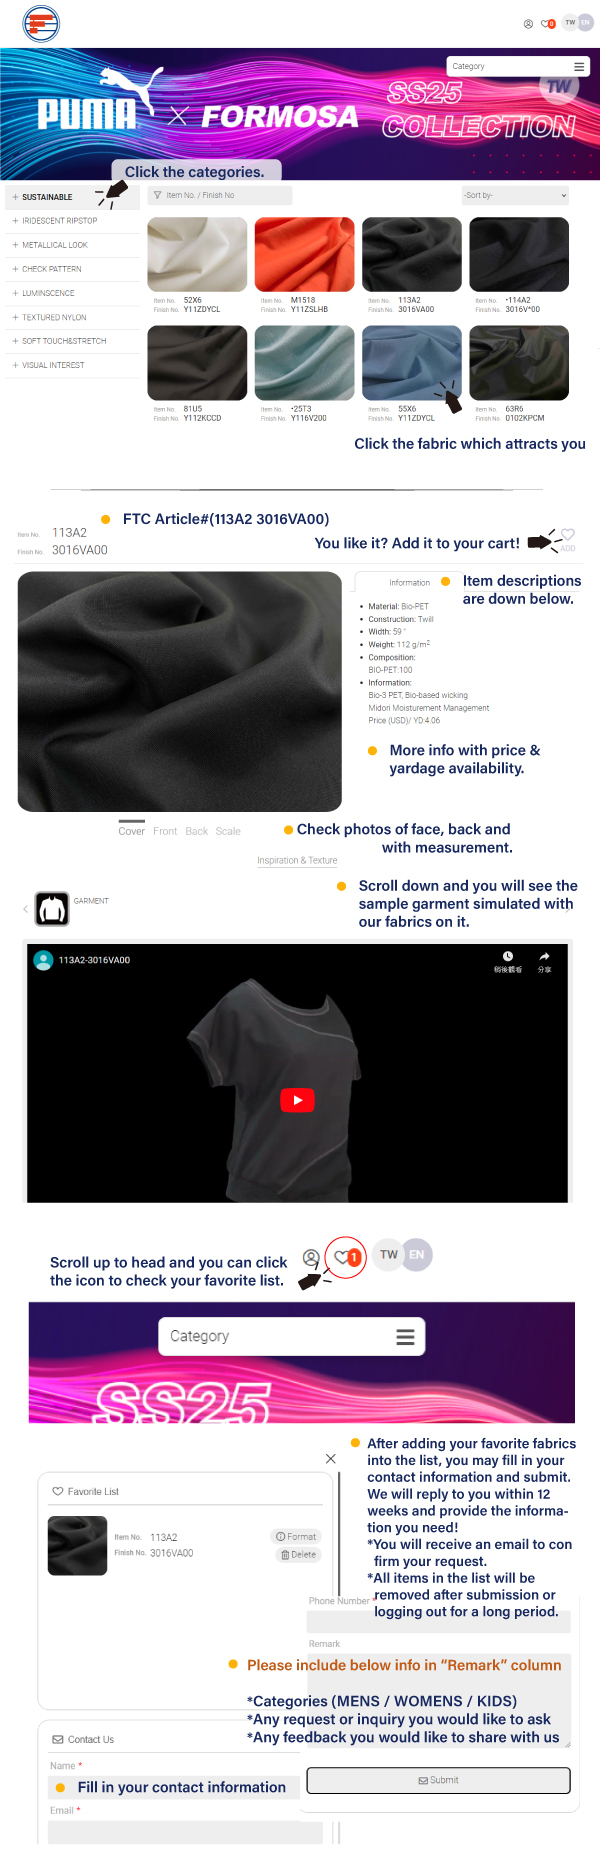 F
0
TW EN
Category
PUMA × FORMOSA
SS25
COLLECTION
TW
Click the categories.
+ SUSTAINABLE
+ IRIDESCENT RIPSTOP
+ METALLICAL LOOK
+ CHECK PATTERN
+ LUMINSCENCE
+ TEXTURED NYLON
+ SOFT TOUCH&STRETCH
+ VISUAL INTEREST
Item No. / Finish No
-Sort by-
Item No. 52X6
Finish No. Y11ZDYCL
Item No. M1518
Finish No. Y11ZSLHB
Item No. 113A2
Finish No. 3016VA00
Item No. •114A2
Finish No. 3016V*00
Item No. 81U5
Finish No. Y112KCCD
Item No. •25T3
Finish No. Y116V200
Item No. 55X6
Finish No. Y11ZDYCL
Item No. 63R6
Finish No. 0102KPCM
Click the fabric which attracts you
FTC Article#(113A2 3016VA00)
Item No. 113A2
Finish No. 3016VA00
You like it? Add it to your cart!
ADD
Information
Item descriptions
are down below.
• Material: Bio-PET
• Construction: Twill
• Width: 59 "
• Weight: 112 g/m²
• Composition:
BIO-PET:100
• Information:
Bio-3 PET, Bio-based wicking
Midori Moisturement Management
Price (USD)/ YD:4.06
More info with price &
yardage availability.
Cover Front Back Scale
Check photos of face, back and
with measurement.
Inspiration & Texture
GARMENT
Scroll down and you will see the
sample garment simulated with
our fabrics on it.
113A2-3016VA00
稍後觀看 分享
Scroll up to head and you can click
the icon to check your favorite list.
1
TW EN
Category
SS25
After adding your favorite fabrics
into the list, you may fill in your
contact information and submit.
We will reply to you within 12
weeks and provide the informa-
tion you need!
*You will receive an email to con
firm your request.
*All items in the list will be
removed after submission or
logging out for a long period.
Favorite List
Item No. 113A2
Finish No. 3016VA00
Format
Delete
Phone Number *
Remark
Please include below info in “Remark” column
*Categories (MENS / WOMENS / KIDS)
*Any request or inquiry you would like to ask
*Any feedback you would like to share with us
Contact Us
Name *
Fill in your contact information
Email *
Submit